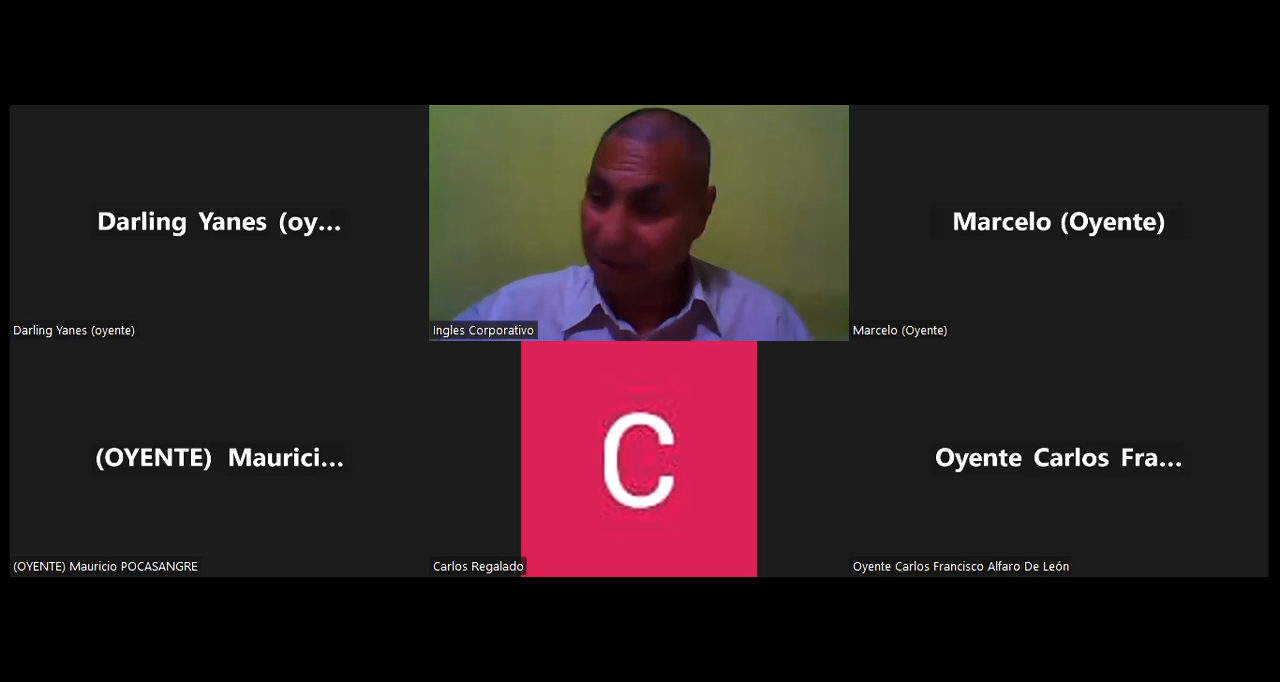 Darling Yanes (oy...
Marcelo (Oyente)
Darling Yanes (oyente)
Ingles Corporativo
Marcelo (Oyente)
(OYENTE) Maurici...
C
Oyente Carlos Fra...
(OYENTE) Mauricio POCASANGRE
Carlos Regalado
Oyente Carlos Francisco Alfaro De León